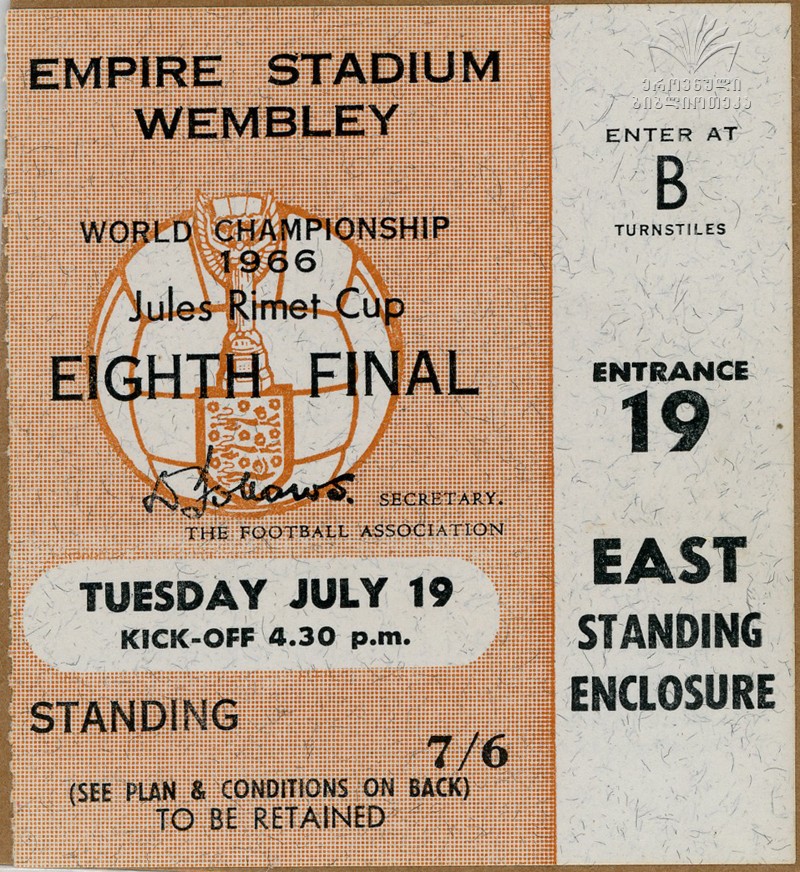 EMPIRE STADIUM
WEMBLEY
WORLD CHAMPIONSHIP
1966
Jules Rimet Cup
EIGHTH FINAL
SECRETARY.
THE FOOTBALL ASSOCIATION
TUESDAY JULY 19
KICK-OFF 4.30 p.m.
STANDING
7/6
(SEE PLAN & CONDITIONS ON BACK)
TO BE RETAINED
ეროვნული
ბიბლიოთეკა
ENTER AT
B
TURNSTILES
ENTRANCE
19
EAST
STANDING
ENCLOSURE